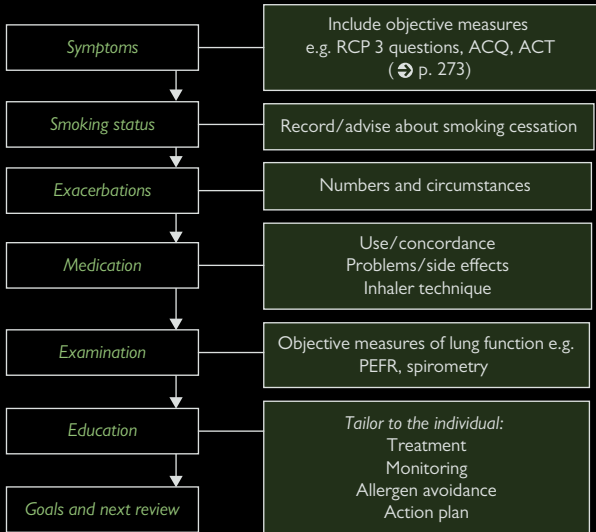 Symptoms
Include objective measures
e.g. RCP 3 questions, ACQ, ACT
(➲ p. 273)
Smoking status
Record/advise about smoking cessation
Exacerbations
Numbers and circumstances
Medication
Use/concordance
Problems/side effects
Inhaler technique
Examination
Objective measures of lung function e.g.
PEFR, spirometry
Education
Tailor to the individual:
Treatment
Monitoring
Allergen avoidance
Action plan
Goals and next review